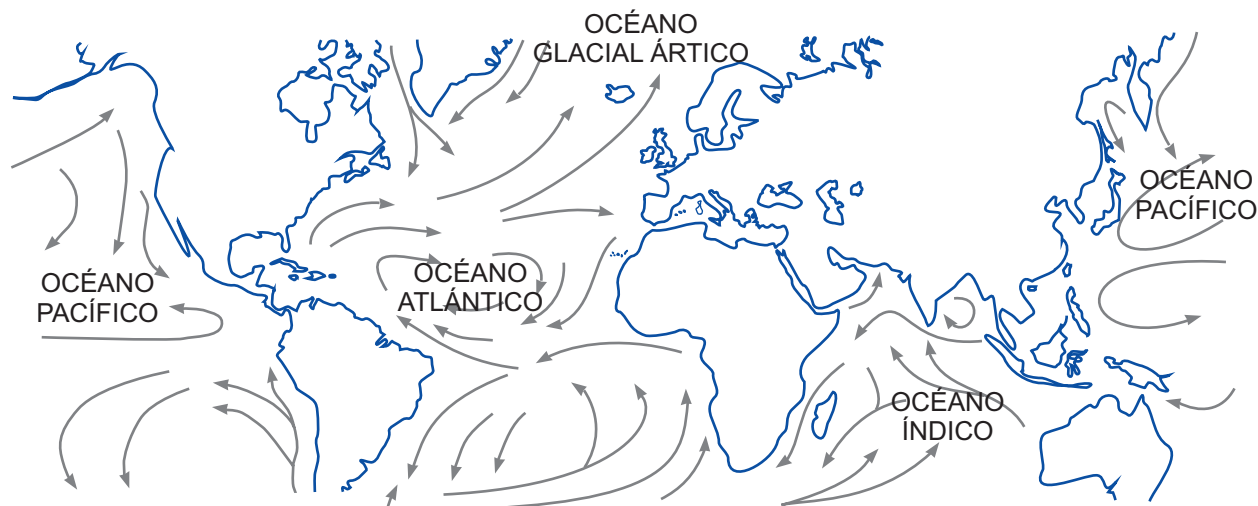 OCÉANO
GLACIAL ÁRTICO
OCÉANO
PACÍFICO
OCÉANO
PACÍFICO
OCÉANO
ATLÁNTICO
OCÉANO
ÍNDICO